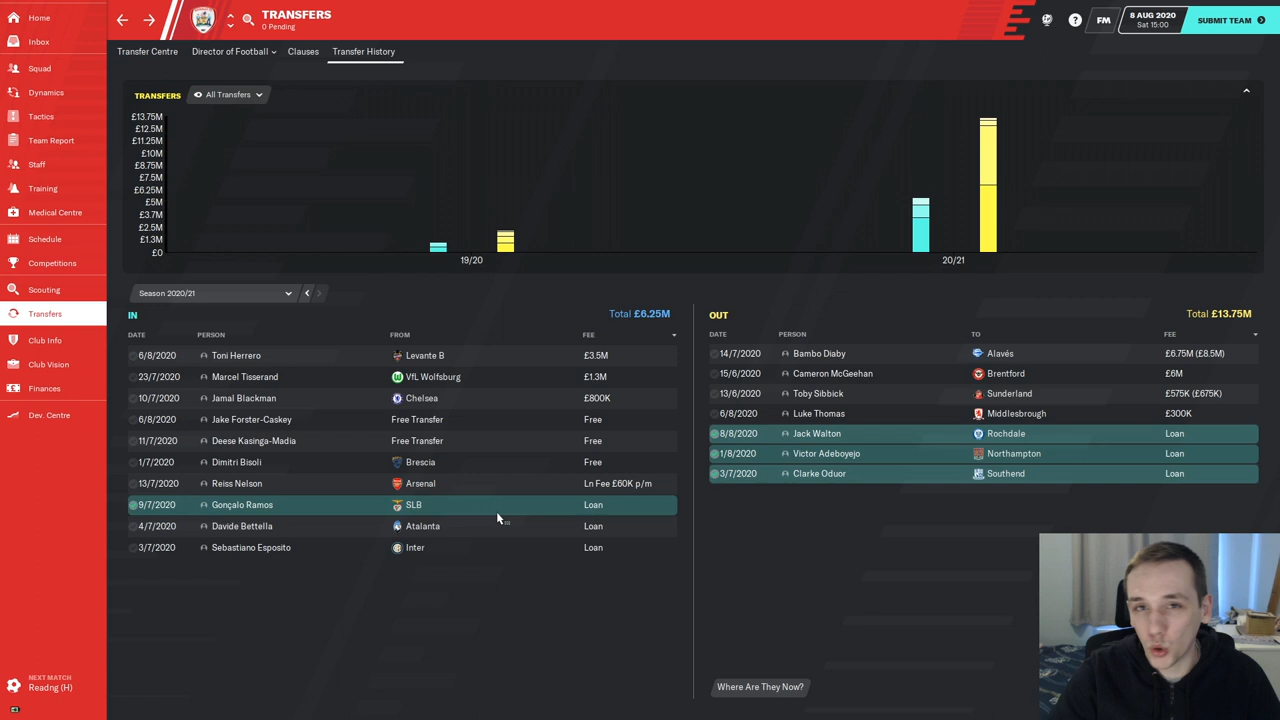 Home
Inbox
Squad
Dynamics
Tactics
Team Report
Staff
Training
Medical Centre
Schedule
Competitions
Scouting
Transfers
Club Info
Club Vision
Finances
Dev. Centre
NEXT MATCH
Readng (H)
TRANSFERS
0 Pending
? FM 8 AUG 2020 Sat 15:00 SUBMIT TEAM
Transfer Centre Director of Football Clauses Transfer History
TRANSFERS All Transfers
£13.75M
£12.5M
£11.25M
£10M
£8.75M
£7.5M
£6.25M
£5M
£3.7M
£2.5M
£1.3M
£0
19/20 20/21
Season 2020/21
IN Total £6.25M
DATE PERSON FROM FEE
6/8/2020 Toni Herrero Levante B £3.5M
23/7/2020 Marcel Tisserand VfL Wolfsburg £1.3M
10/7/2020 Jamal Blackman Chelsea £800K
6/8/2020 Jake Forster-Caskey Free Transfer Free
11/7/2020 Deese Kasinga-Madia Free Transfer Free
1/7/2020 Dimitri Bisoli Brescia Free
13/7/2020 Reiss Nelson Arsenal Ln Fee £60K p/m
9/7/2020 Gonçalo Ramos SLB Loan
4/7/2020 Davide Bettella Atalanta Loan
3/7/2020 Sebastiano Esposito Inter Loan
OUT Total £13.75M
DATE PERSON TO FEE
14/7/2020 Bambo Diaby Alavés £6.75M (£8.5M)
15/6/2020 Cameron McGeehan Brentford £6M
13/6/2020 Toby Sibbick Sunderland £575K (£675K)
6/8/2020 Luke Thomas Middlesbrough £300K
8/8/2020 Jack Walton Rochdale Loan
1/8/2020 Victor Adeboyejo Northampton Loan
3/7/2020 Clarke Oduor Southend Loan
Where Are They Now?